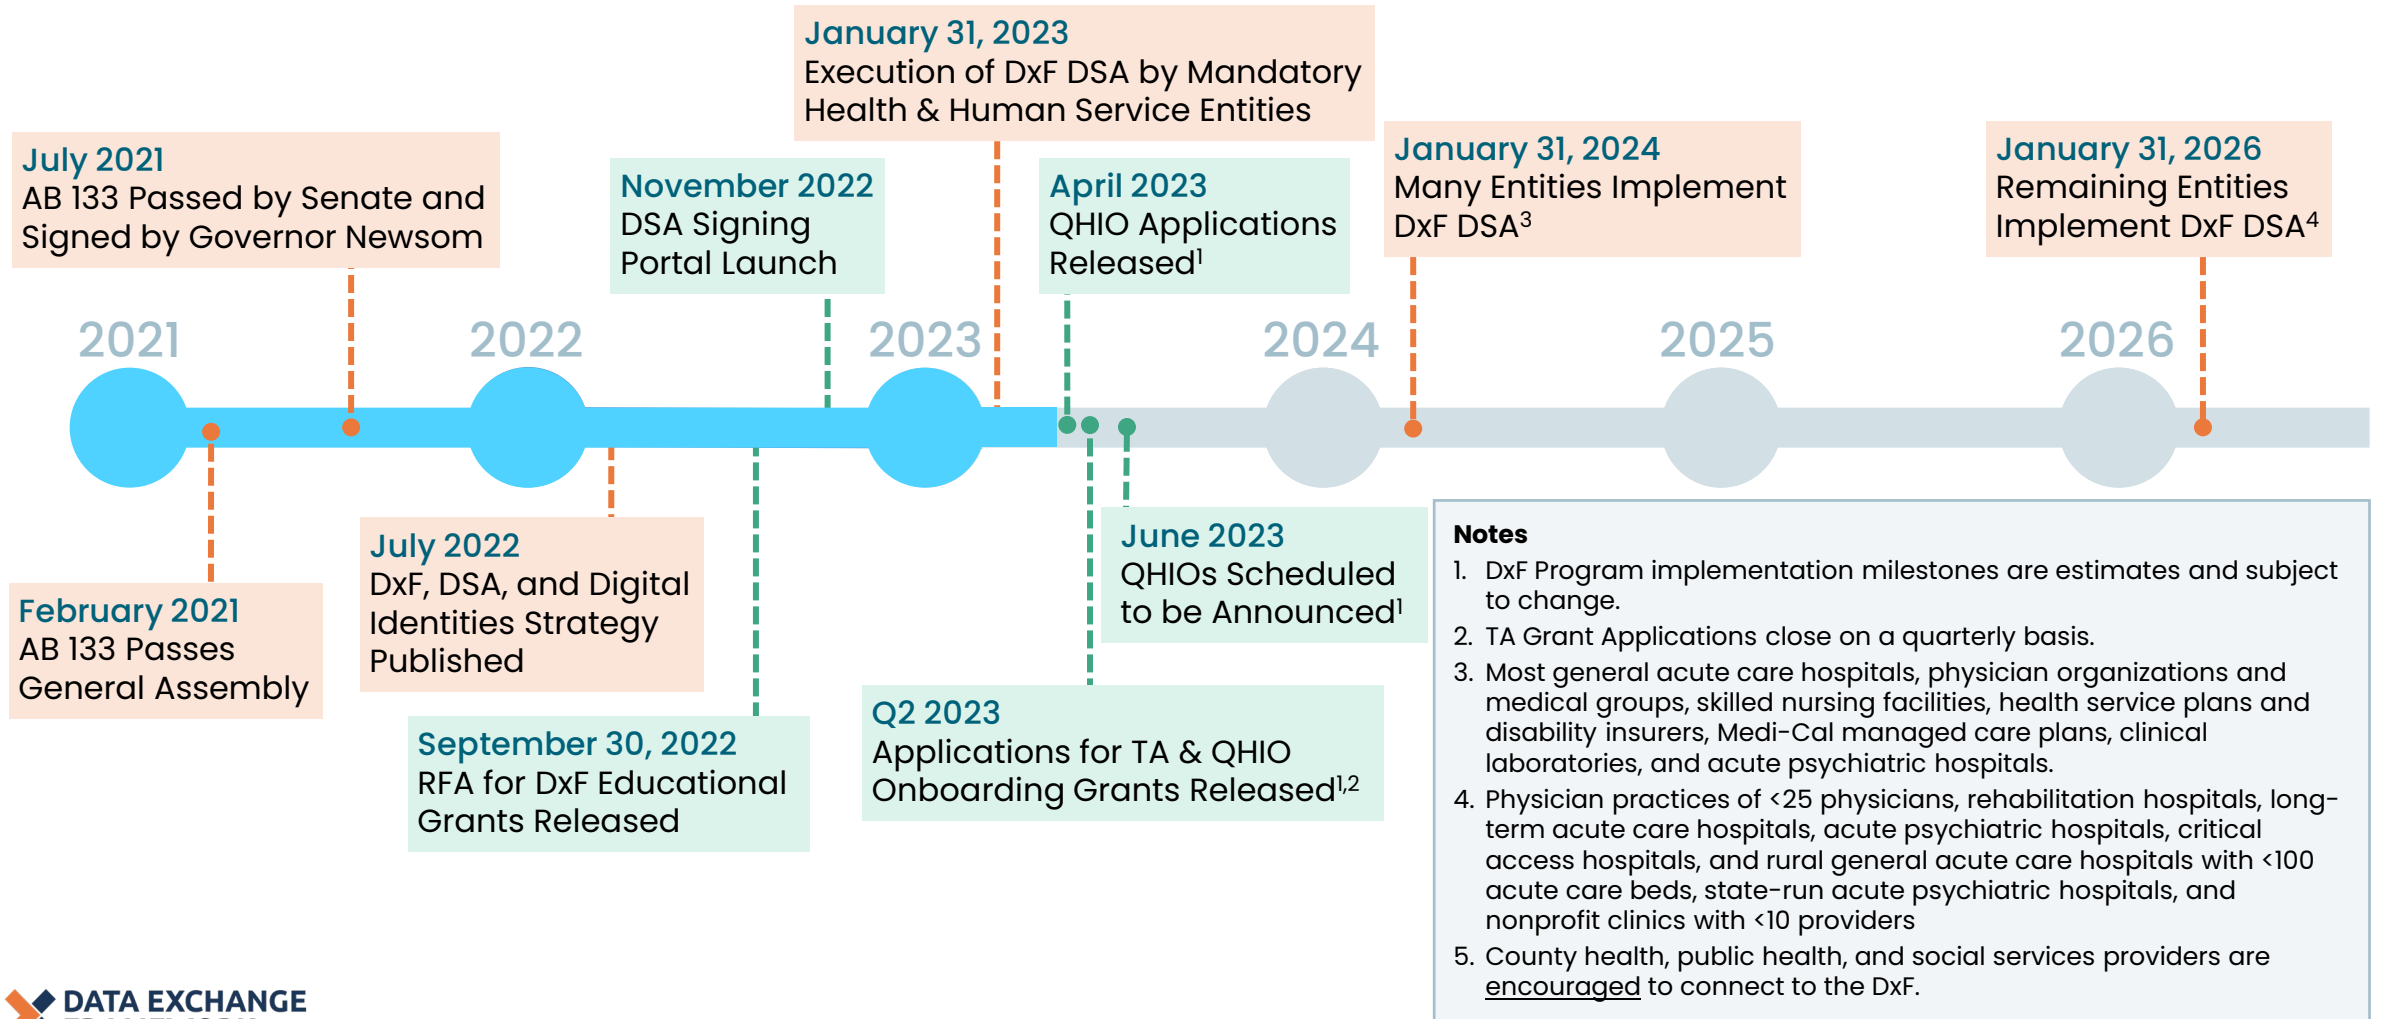 January 31, 2023
Execution of DxF DSA by Mandatory
Health & Human Service Entities
July 2021
AB 133 Passed by Senate and
Signed by Governor Newsom
November 2022
DSA Signing
Portal Launch
April 2023
QHIO Applications
Released¹
January 31, 2024
Many Entities Implement
DxF DSA³
January 31, 2026
Remaining Entities
Implement DxF DSA⁴
2021
2022
2023
2024
2025
2026
February 2021
AB 133 Passes
General Assembly
July 2022
DxF, DSA, and Digital
Identities Strategy
Published
September 30, 2022
RFA for DxF Educational
Grants Released
Q2 2023
Applications for TA & QHIO
Onboarding Grants Released¹,²
June 2023
QHIOs Scheduled
to be Announced¹
Notes
1. DxF Program implementation milestones are estimates and subject
to change.
2. TA Grant Applications close on a quarterly basis.
3. Most general acute care hospitals, physician organizations and
medical groups, skilled nursing facilities, health service plans and
disability insurers, Medi-Cal managed care plans, clinical
laboratories, and acute psychiatric hospitals.
4. Physician practices of <25 physicians, rehabilitation hospitals, long-
term acute care hospitals, acute psychiatric hospitals, critical
access hospitals, and rural general acute care hospitals with <100
acute care beds, state-run acute psychiatric hospitals, and
nonprofit clinics with <10 providers
5. County health, public health, and social services providers are
encouraged to connect to the DxF.
DATA EXCHANGE